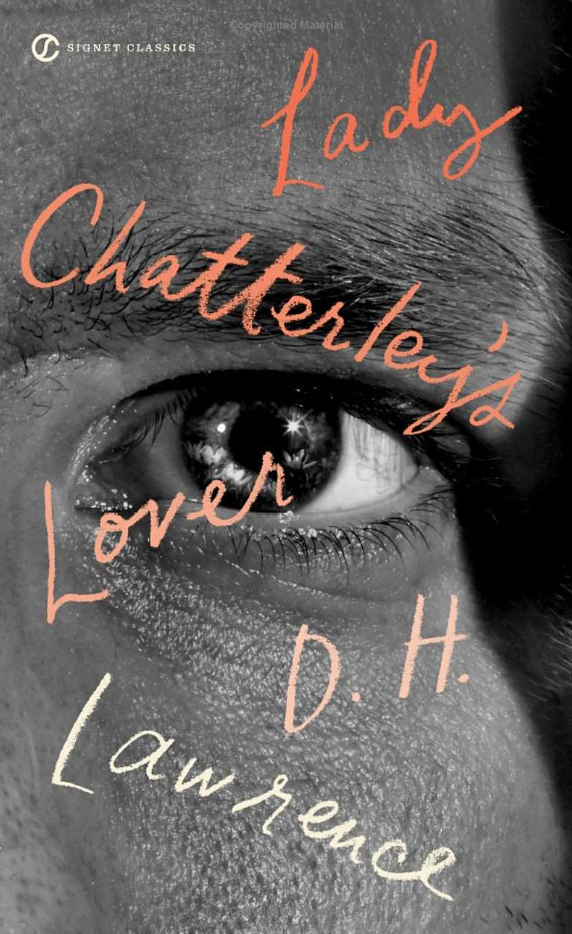 Copyrighted Material
SIGNET CLASSICS
Lady
Chatterley's
Lover
D. H.
Lawrence